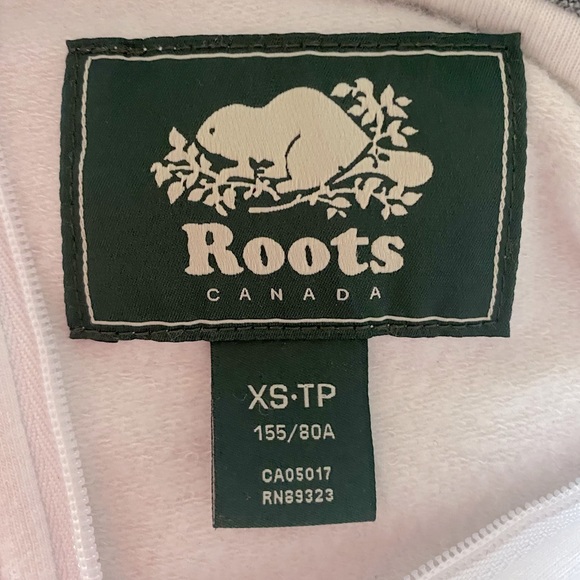 Roots
CANADA
XS·TP
155/80A
CA05017
RN89323